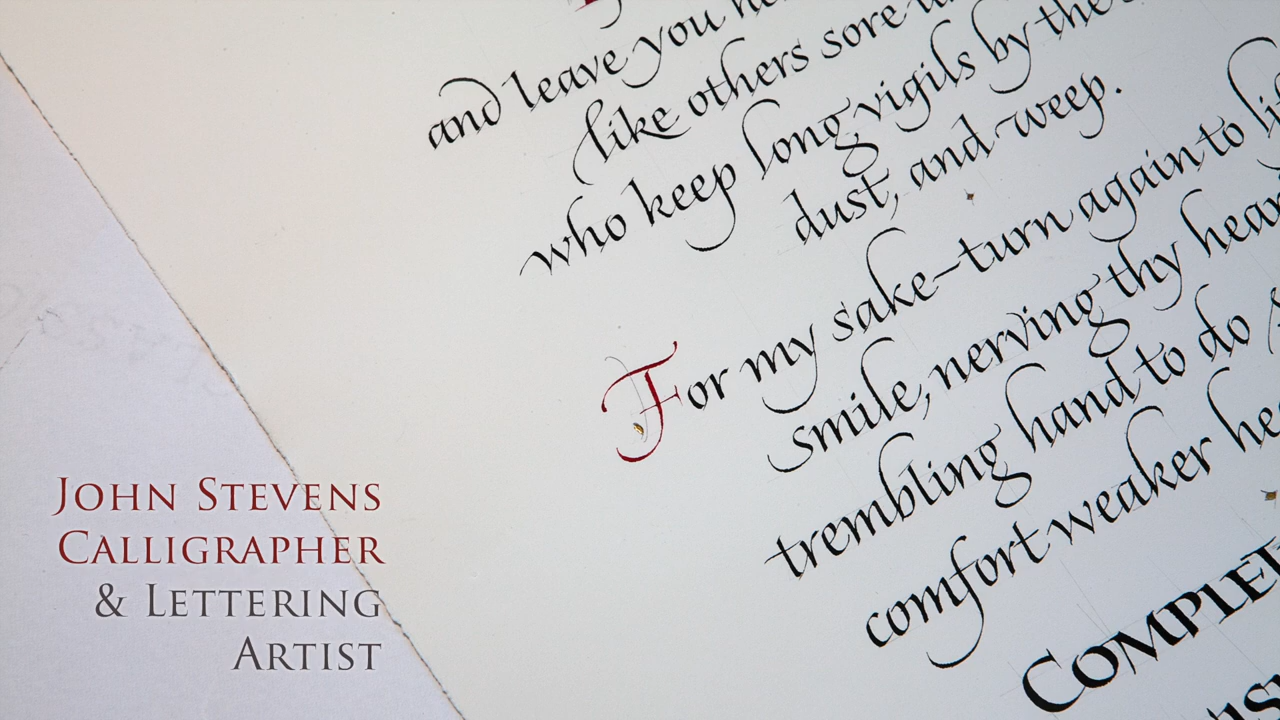 and leave you
like others sore
who keep long vigils by the
dust, and weep.
For my sake—turn again to
smile, nerving thy
trembling hand to do
comfort weaker
JOHN STEVENS
CALLIGRAPHER
& LETTERING
ARTIST